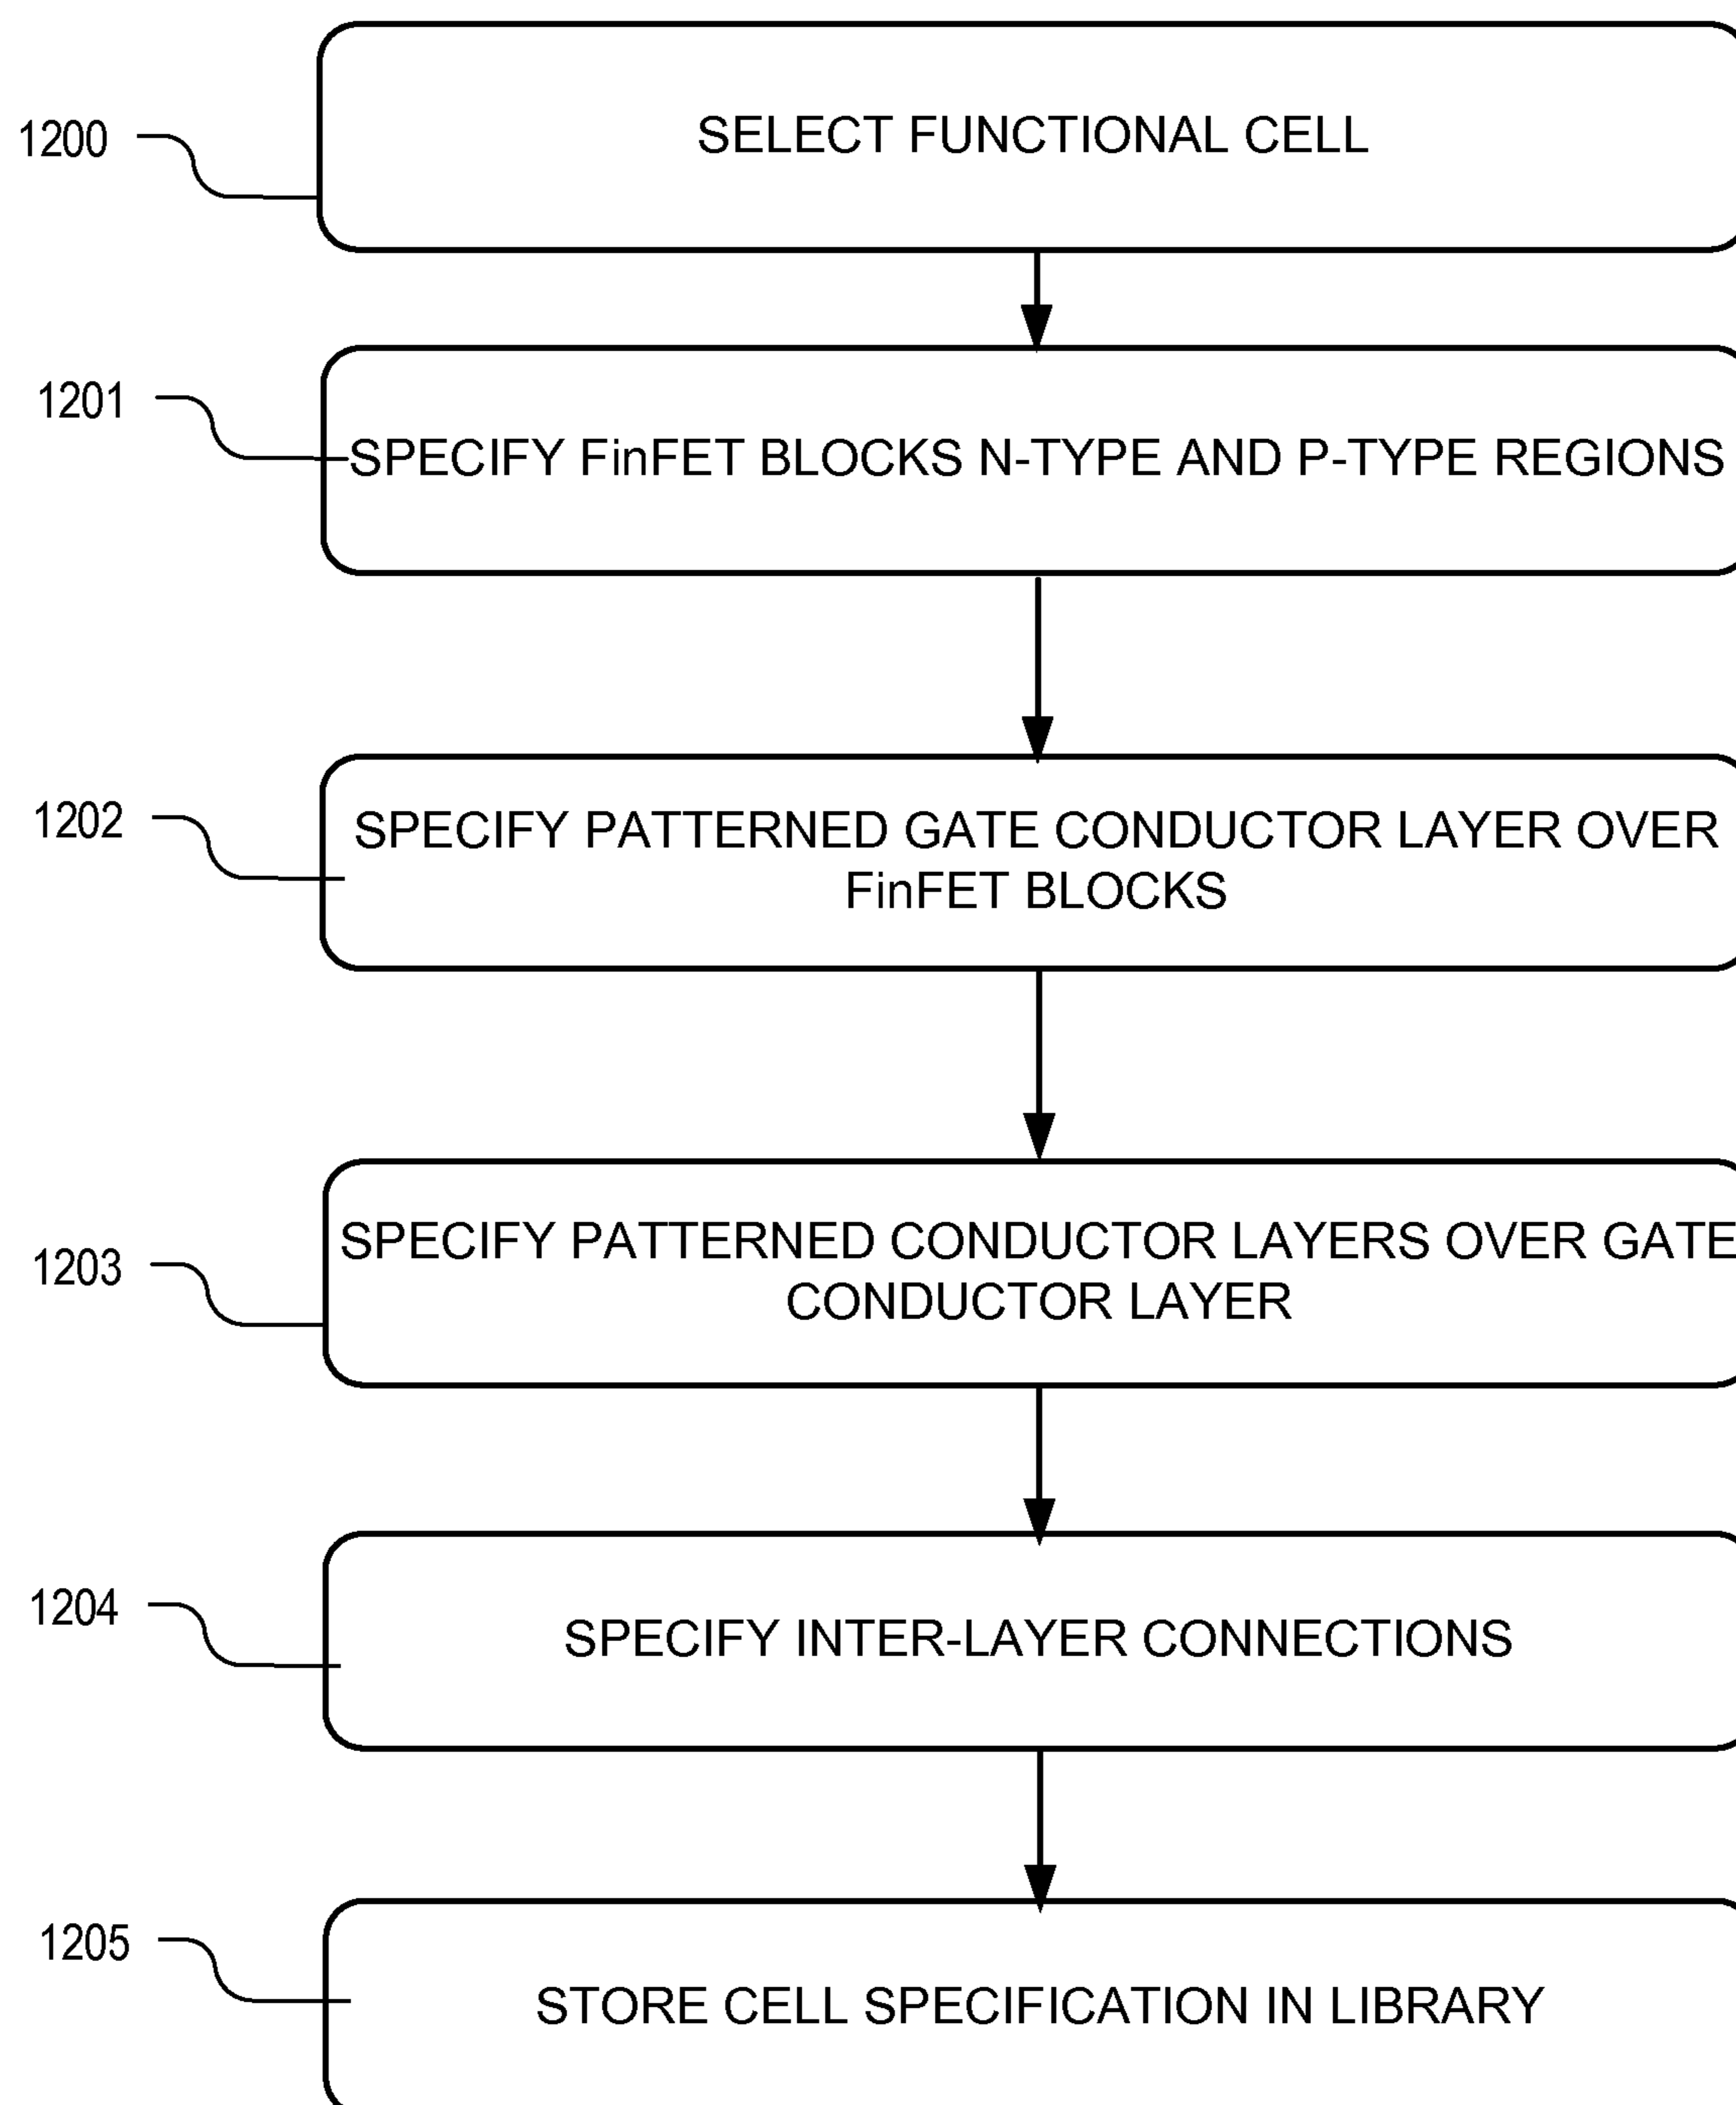 1200
SELECT FUNCTIONAL CELL
1201
SPECIFY FinFET BLOCKS N-TYPE AND P-TYPE REGIONS
1202
SPECIFY PATTERNED GATE CONDUCTOR LAYER OVER
FinFET BLOCKS
1203
SPECIFY PATTERNED CONDUCTOR LAYERS OVER GATE
CONDUCTOR LAYER
1204
SPECIFY INTER-LAYER CONNECTIONS
1205
STORE CELL SPECIFICATION IN LIBRARY